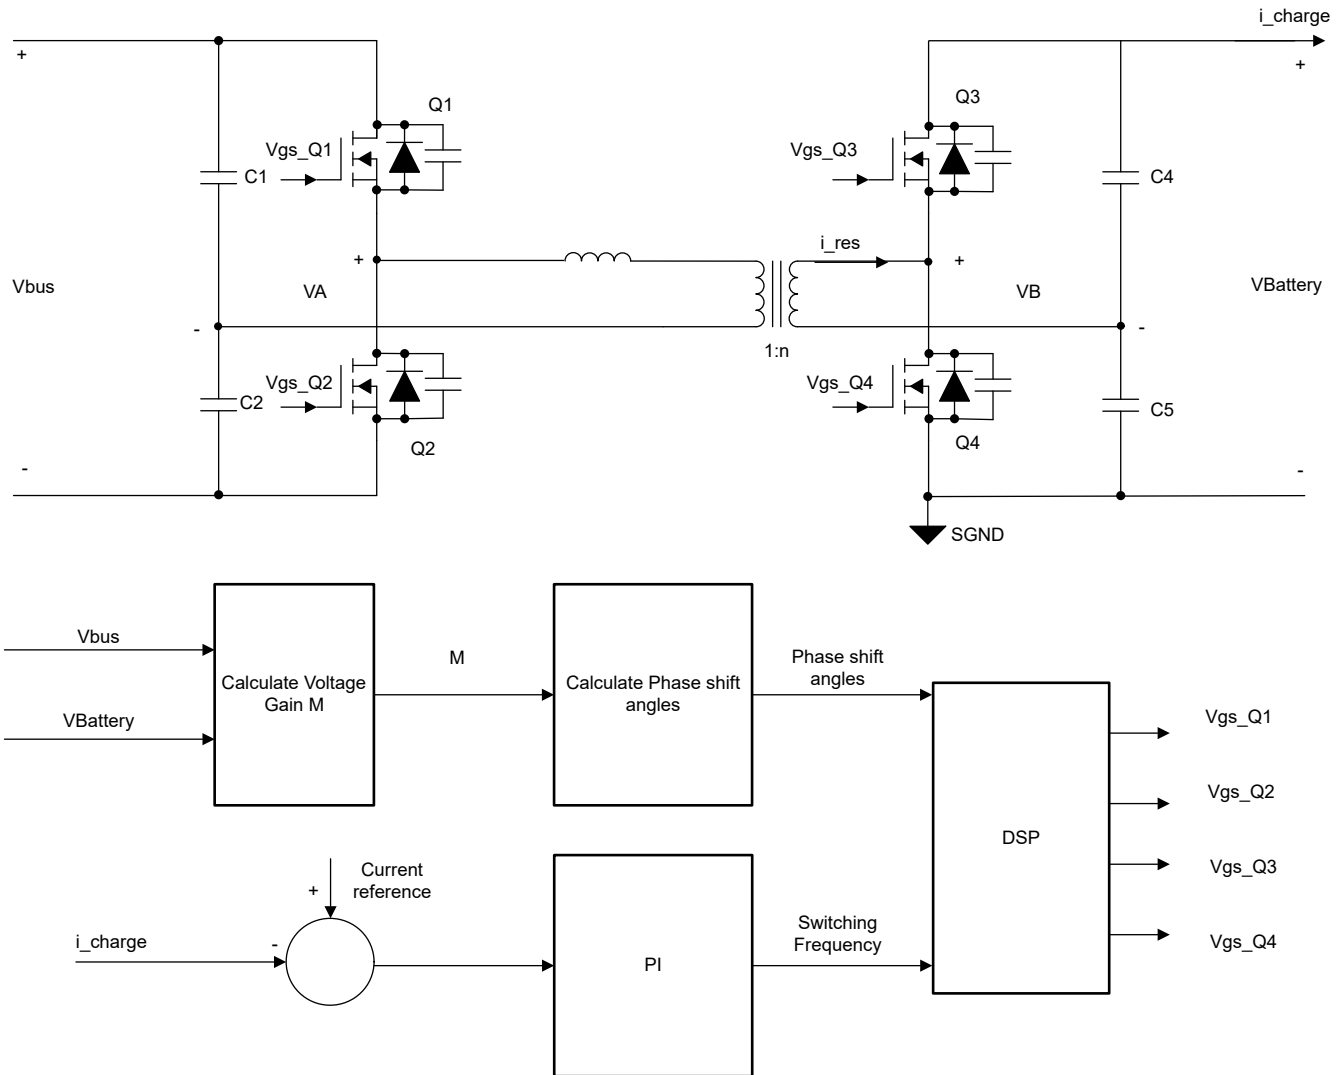 i_charge
+
+
Q1
Q3
Vgs_Q1
Vgs_Q3
C1
C4
i_res
+
+
Vbus
VA
VB
VBattery
-
-
1:n
Vgs_Q2
Vgs_Q4
C2
C5
Q2
Q4
-
-
SGND
Vbus
M
Phase shift
angles
Calculate Voltage
Gain M
Calculate Phase shift
angles
VBattery
Vgs_Q1
Vgs_Q2
DSP
Current
reference
+
Vgs_Q3
i_charge
-
Switching
Frequency
Vgs_Q4
PI